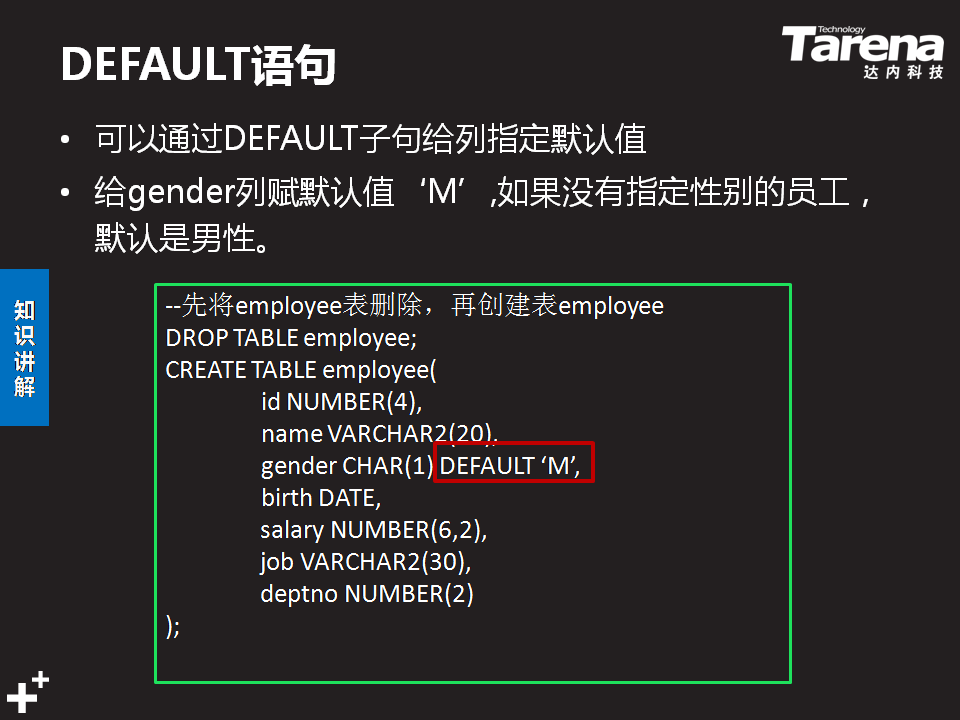 DEFAULT语句
Technology
Tarena
达内科技
• 可以通过DEFAULT子句给列指定默认值
• 给gender列赋默认值‘M’,如果没有指定性别的员工，
默认是男性。
知识讲解
--先将employee表删除，再创建表employee
DROP TABLE employee;
CREATE TABLE employee(
id NUMBER(4),
name VARCHAR2(20),
gender CHAR(1) DEFAULT ‘M’,
birth DATE,
salary NUMBER(6,2),
job VARCHAR2(30),
deptno NUMBER(2)
);